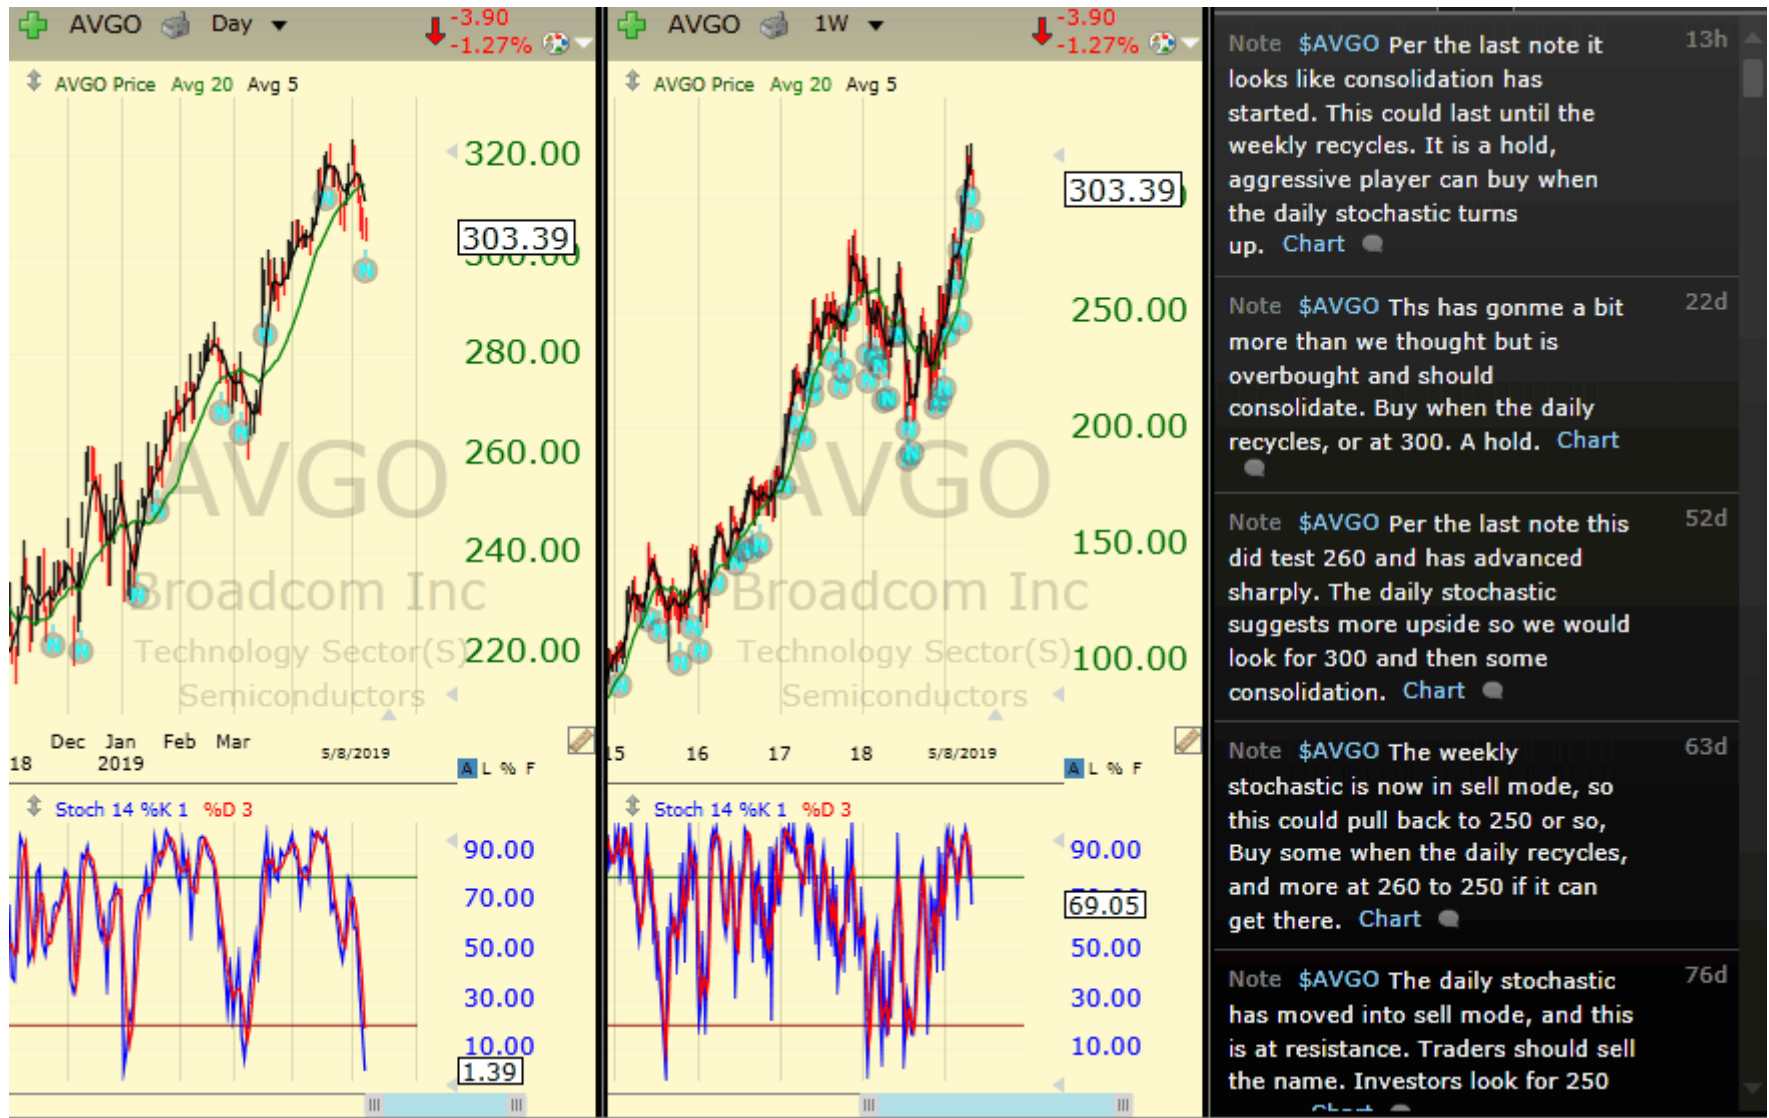 AVGO Day -3.90
-1.27%
AVGO Price Avg 20 Avg 5
320.00
303.39
300.00
280.00
260.00
240.00
220.00
AVGO
Broadcom Inc
Technology Sector(S)
Semiconductors
Dec Jan Feb Mar 5/8/2019
18 2019
A L % F
Stoch 14 %K 1 %D 3
90.00
70.00
50.00
30.00
10.00
1.39
AVGO 1W -3.90
-1.27%
AVGO Price Avg 20 Avg 5
303.39
250.00
200.00
150.00
100.00
AVGO
Broadcom Inc
Technology Sector(S)
Semiconductors
15 16 17 18 5/8/2019
A L % F
Stoch 14 %K 1 %D 3
90.00
69.05
50.00
30.00
10.00
Note $AVGO Per the last note it 13h
looks like consolidation has
started. This could last until the
weekly recycles. It is a hold,
aggressive player can buy when
the daily stochastic turns
up. Chart
Note $AVGO Ths has gonme a bit 22d
more than we thought but is
overbought and should
consolidate. Buy when the daily
recycles, or at 300. A hold. Chart
Note $AVGO Per the last note this 52d
did test 260 and has advanced
sharply. The daily stochastic
suggests more upside so we would
look for 300 and then some
consolidation. Chart
Note $AVGO The weekly 63d
stochastic is now in sell mode, so
this could pull back to 250 or so,
Buy some when the daily recycles,
and more at 260 to 250 if it can
get there. Chart
Note $AVGO The daily stochastic 76d
has moved into sell mode, and this
is at resistance. Traders should sell
the name. Investors look for 250
Chart